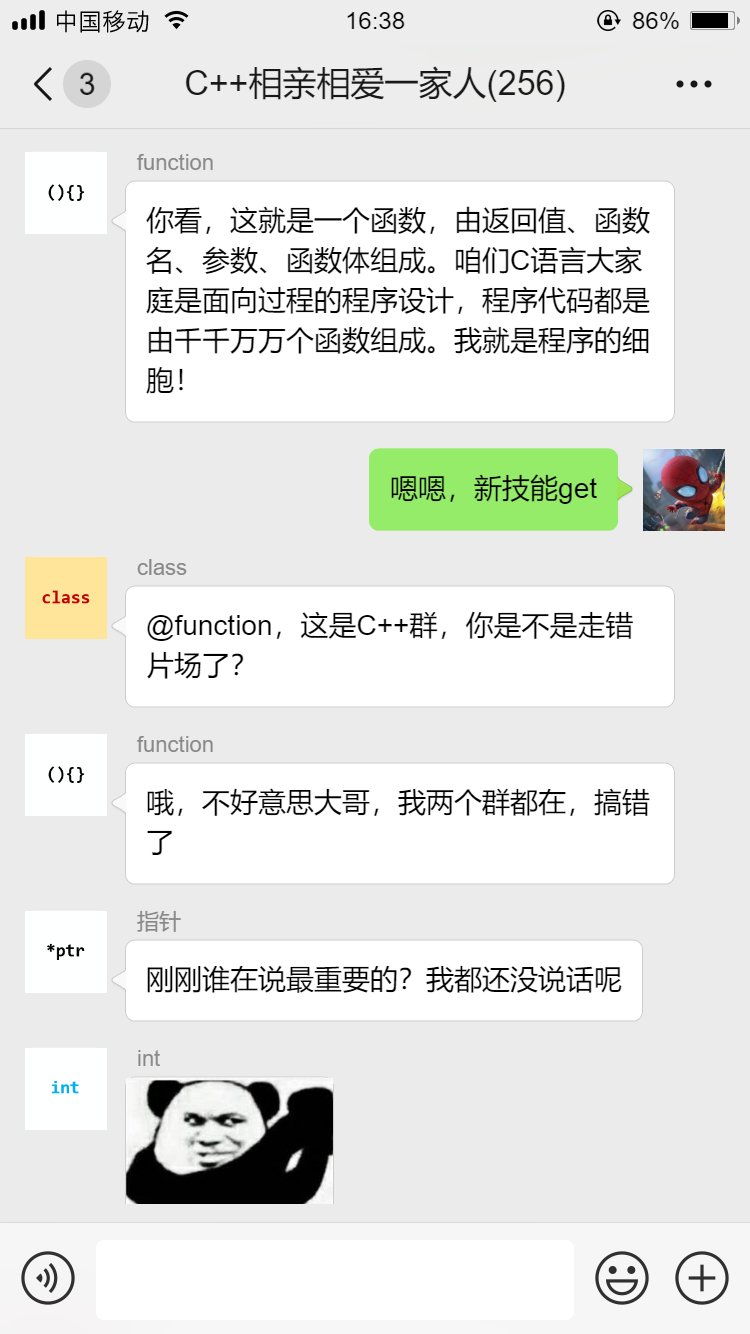 中国移动 16:38 86%
3 C++相亲相爱一家人(256)
function
(){}
你看，这就是一个函数，由返回值、函数
名、参数、函数体组成。咱们C语言大家
庭是面向过程的程序设计，程序代码都是
由千千万万个函数组成。我就是程序的细
胞！
嗯嗯，新技能get
class
class
@function，这是C++群，你是不是走错
片场了？
function
(){}
哦，不好意思大哥，我两个群都在，搞错
了
指针
*ptr
刚刚谁在说最重要的？我都还没说话呢
int
int